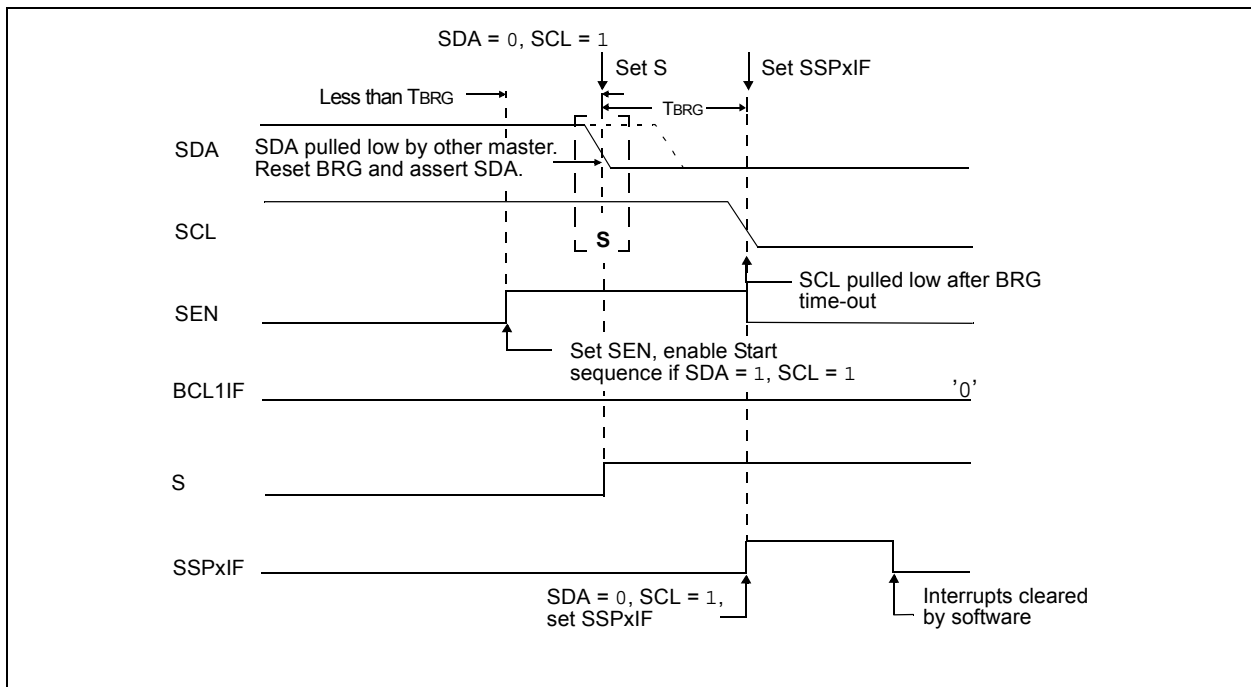 SDA = 0, SCL = 1
Set S
Set SSPxIF
Less than TBRG
TBRG
SDA
SDA pulled low by other master.
Reset BRG and assert SDA.
SCL
S
SCL pulled low after BRG
time-out
SEN
Set SEN, enable Start
sequence if SDA = 1, SCL = 1
BCL1IF
'0'
S
SSPxIF
SDA = 0, SCL = 1,
set SSPxIF
Interrupts cleared
by software